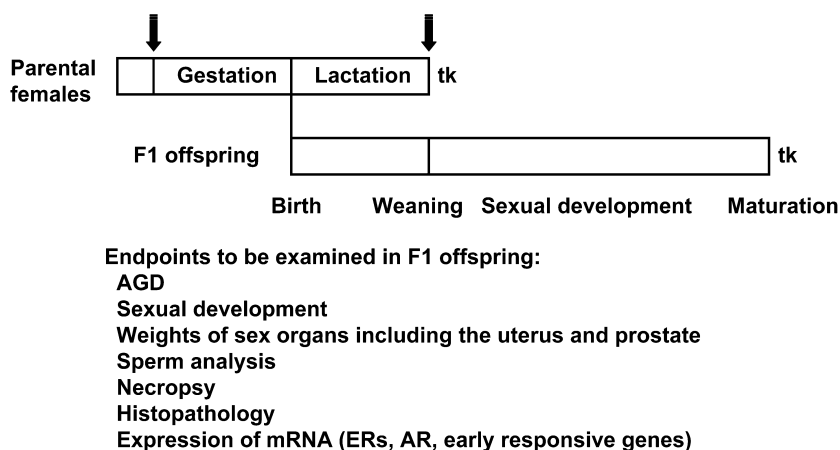 Parental
females
Gestation
Lactation
tk
F1 offspring
tk
Birth
Weaning
Sexual development
Maturation
Endpoints to be examined in F1 offspring:
AGD
Sexual development
Weights of sex organs including the uterus and prostate
Sperm analysis
Necropsy
Histopathology
Expression of mRNA (ERs, AR, early responsive genes)